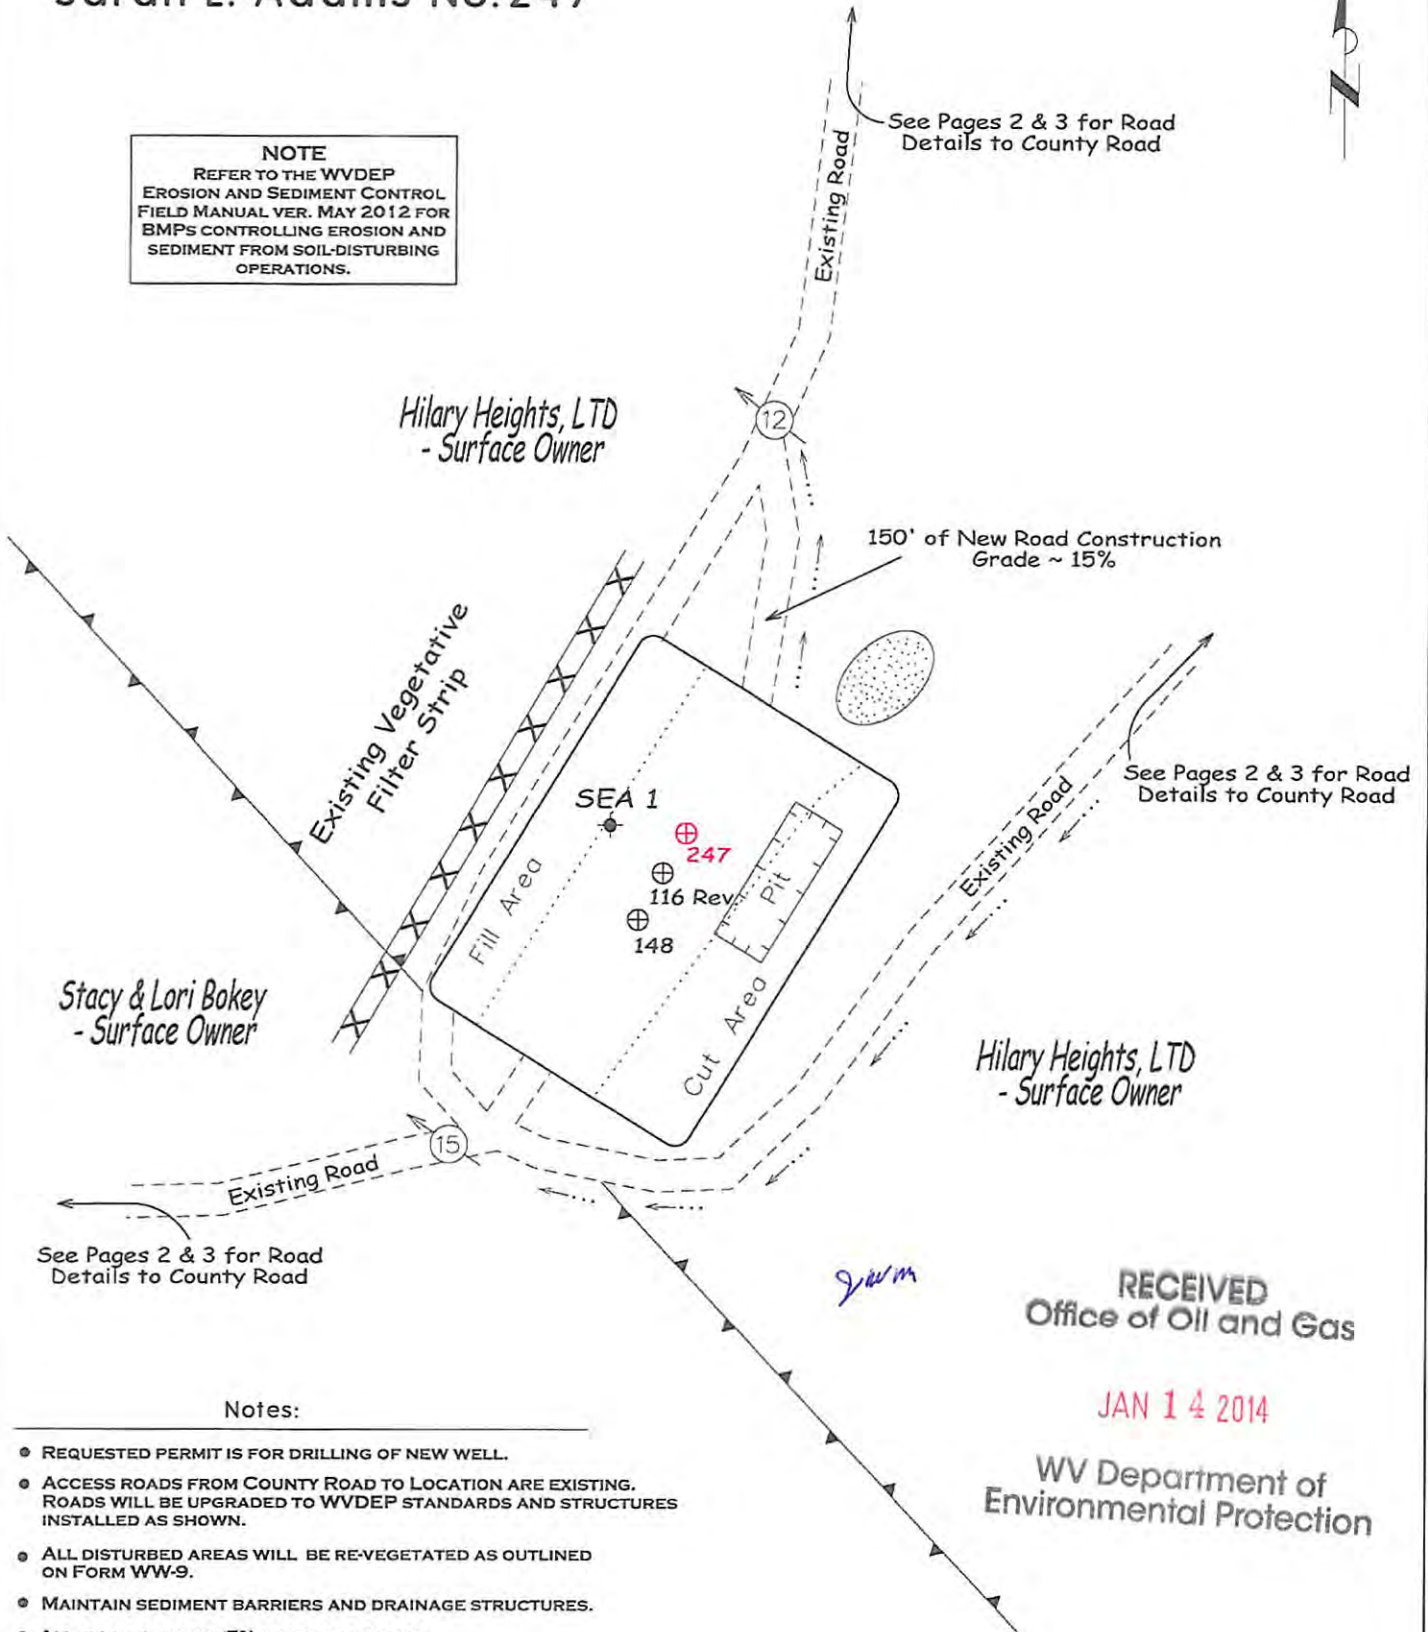 Sarah L. Adams No. 247
N
See Pages 2 & 3 for Road
Details to County Road
NOTE
REFER TO THE WVDEP
EROSION AND SEDIMENT CONTROL
FIELD MANUAL VER. MAY 2012 FOR
BMPS CONTROLLING EROSION AND
SEDIMENT FROM SOIL-DISTURBING
OPERATIONS.
Existing Road
Hilary Heights, LTD
- Surface Owner
12
150' of New Road Construction
Grade ~ 15%
Existing Vegetative
Filter Strip
See Pages 2 & 3 for Road
Details to County Road
SEA 1
247
116 Rev
148
Pit
Fill Area
Cut Area
Existing Road
Stacy & Lori Bokey
- Surface Owner
Hilary Heights, LTD
- Surface Owner
15
Existing Road
See Pages 2 & 3 for Road
Details to County Road
RECEIVED
Office of Oil and Gas
JAN 14 2014
WV Department of
Environmental Protection
Notes:
REQUESTED PERMIT IS FOR DRILLING OF NEW WELL.
ACCESS ROADS FROM COUNTY ROAD TO LOCATION ARE EXISTING.
ROADS WILL BE UPGRADED TO WVDEP STANDARDS AND STRUCTURES
INSTALLED AS SHOWN.
ALL DISTURBED AREAS WILL BE RE-VEGETATED AS OUTLINED
ON FORM WW-9.
MAINTAIN SEDIMENT BARRIERS AND DRAINAGE STRUCTURES.